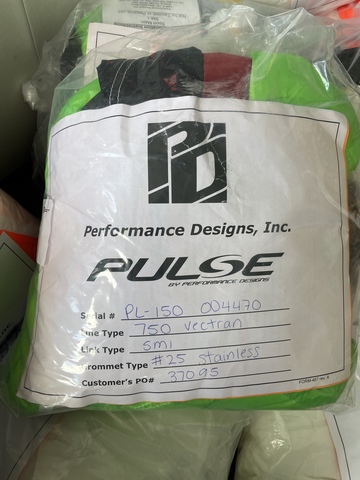 PD
Performance Designs, Inc.
PULSE
BY PERFORMANCE DESIGNS
Serial # PL-150 004470
Line Type 750 vectran
Link Type Smi
Grommet Type #25 stainless
Customer's PO# 37095